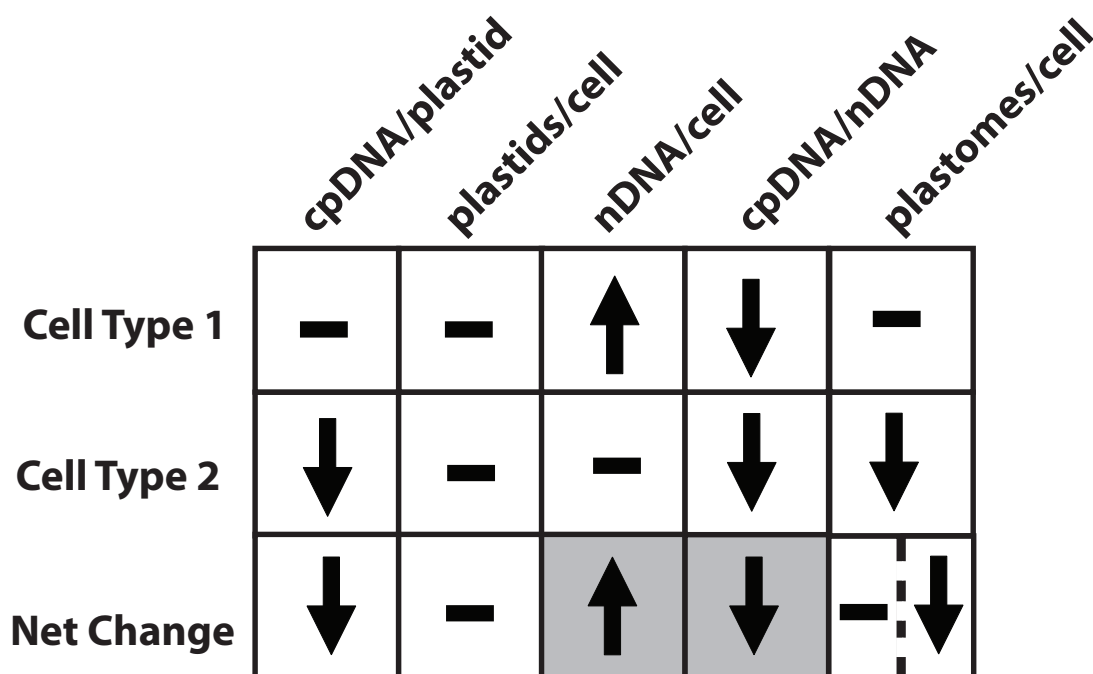 cpDNA/plastid
plastids/cell
nDNA/cell
cpDNA/nDNA
plastomes/cell
Cell Type 1
Cell Type 2
Net Change